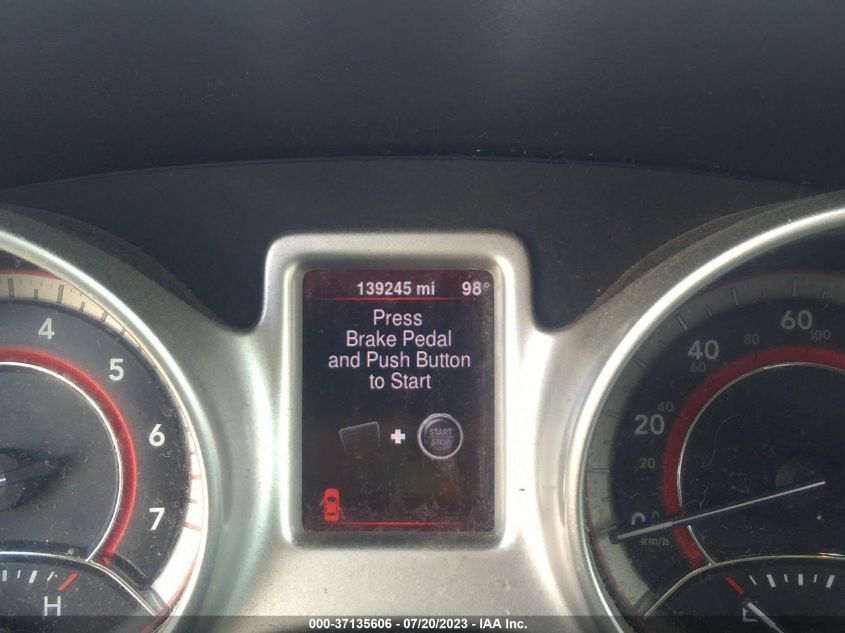 139245 mi 98°
Press
Brake Pedal
and Push Button
to Start
START
STOP
4
5
6
7
H
60
100
40
80
60
20
40
20
0
km/h
E
000-37135606 - 07/20/2023 - IAA Inc.